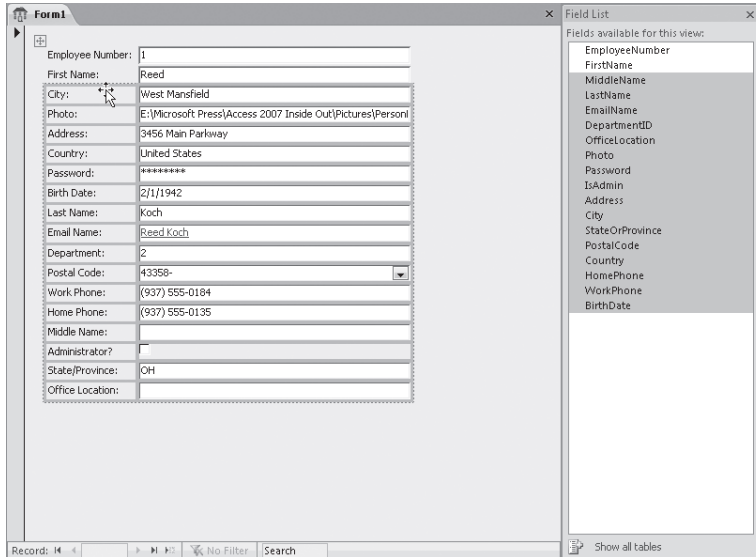 Form1
Employee Number: 1
First Name: Reed
City: West Mansfield
Photo: E:\Microsoft Press\Access 2007 Inside Out\Pictures\Personl
Address: 3456 Main Parkway
Country: United States
Password: ********
Birth Date: 2/1/1942
Last Name: Koch
Email Name: Reed Koch
Department: 2
Postal Code: 43358-
Work Phone: (937) 555-0184
Home Phone: (937) 555-0135
Middle Name:
Administrator?
State/Province: OH
Office Location:
Record:
No Filter
Search
Field List
Fields available for this view:
EmployeeNumber
FirstName
MiddleName
LastName
EmailName
DepartmentID
OfficeLocation
Photo
Password
IsAdmin
Address
City
StateOrProvince
PostalCode
Country
HomePhone
WorkPhone
BirthDate
Show all tables